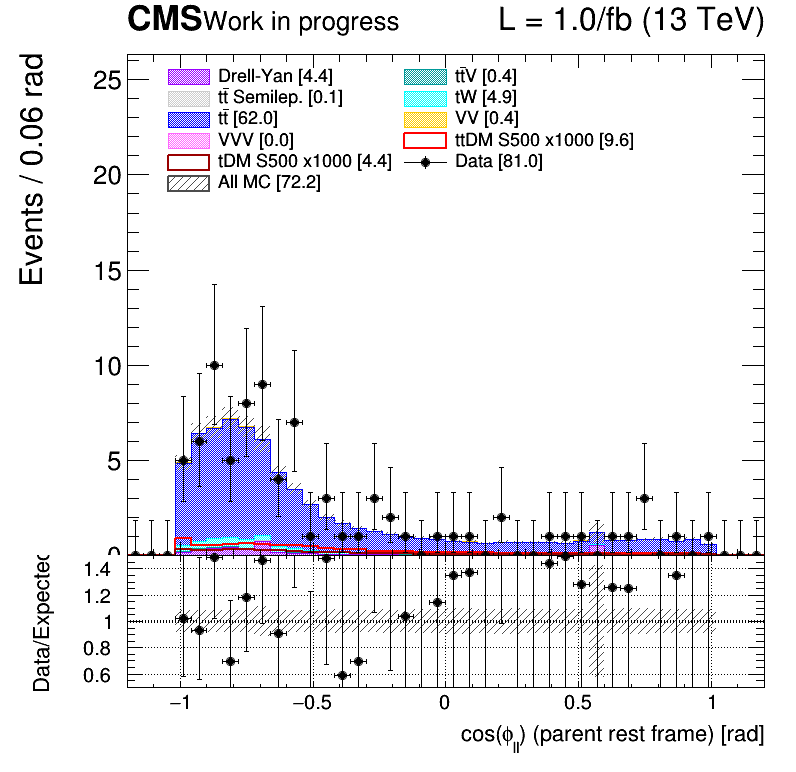 CMS Work in progress L = 1.0/fb (13 TeV)
Events / 0.06 rad
25
20
15
10
5
0
Drell-Yan [4.4] tt̄V [0.4]
tt̄ Semilep. [0.1] tW [4.9]
tt̄ [62.0] VV [0.4]
VVV [0.0] ttDM S500 x1000 [9.6]
tDM S500 x1000 [4.4] Data [81.0]
All MC [72.2]
Data/Expected
1.4
1.2
1
0.8
0.6
−1 −0.5 0 0.5 1
cos(ϕll) (parent rest frame) [rad]